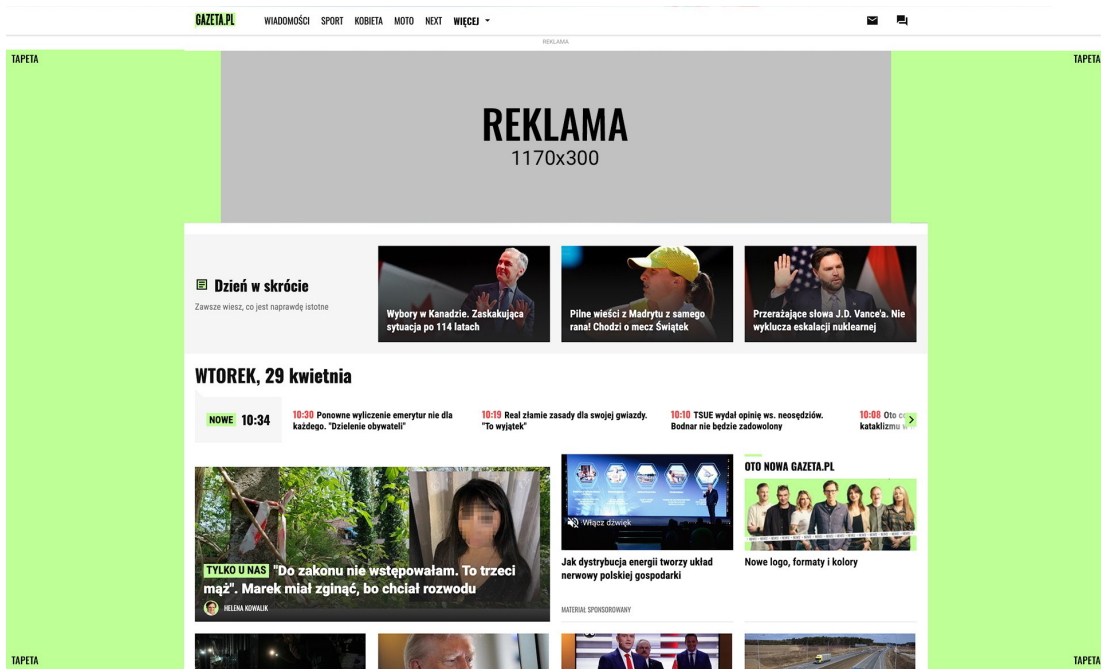 GAZETA.PL
WIADOMOŚCI SPORT KOBIETA MOTO NEXT WIĘCEJ
REKLAMA
TAPETA
TAPETA
REKLAMA
1170x300
Dzień w skrócie
Zawsze wiesz, co jest naprawdę istotne
Wybory w Kanadzie. Zaskakująca
sytuacja po 114 latach
Pilne wieści z Madrytu z samego
rana! Chodzi o mecz Świątek
Przerażające słowa J.D. Vance'a. Nie
wyklucza eskalacji nuklearnej
WTOREK, 29 kwietnia
NOWE 10:34
10:30 Ponowne wyliczenie emerytur nie dla
każdego. "Dzielenie obywateli"
10:19 Real złamie zasady dla swojej gwiazdy.
"To wyjątek"
10:10 TSUE wydał opinię ws. neosędziów.
Bodnar nie będzie zadowolony
10:08 Oto
kataklizmu
TYLKO U NAS "Do zakonu nie wstępowałam. To trzeci
mąż". Marek miał zginąć, bo chciał rozwodu
HELENA KOWALIK
Włącz dźwięk
Jak dystrybucja energii tworzy układ
nerwowy polskiej gospodarki
MATERIAŁ SPONSOROWANY
OTO NOWA GAZETA.PL
Nowe logo, formaty i kolory
TAPETA
TAPETA